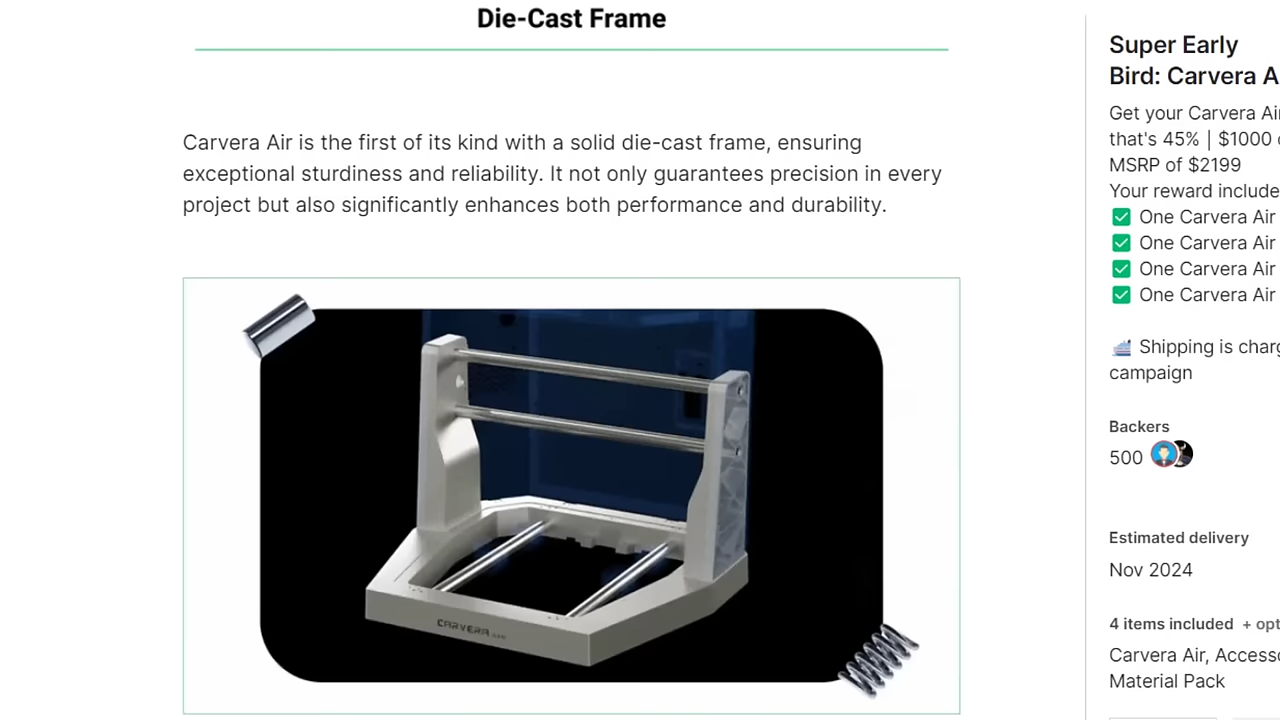 Die-Cast Frame
Carvera Air is the first of its kind with a solid die-cast frame, ensuring
exceptional sturdiness and reliability. It not only guarantees precision in every
project but also significantly enhances both performance and durability.
CARVERA
Super Early
Bird: Carvera A
Get your Carvera Air
that's 45% | $1000
MSRP of $2199
Your reward include
One Carvera Air
One Carvera Air
One Carvera Air
One Carvera Air
Shipping is charg
campaign
Backers
500
Estimated delivery
Nov 2024
4 items included + opt
Carvera Air, Accesso
Material Pack